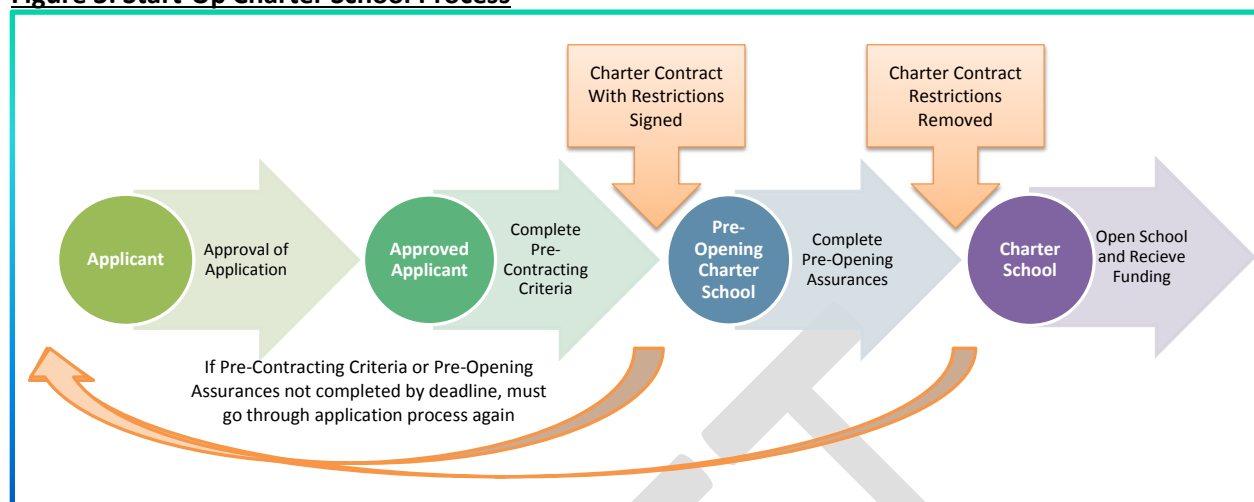 Figure Start-Up Charter School Process
Charter Contract
With Restrictions
Signed
Charter Contract
Restrictions
Removed
Applicant
Approval of
Application
Approved
Applicant
Complete
Pre-
Contracting
Criteria
Pre-
Opening
Charter
School
Complete
Pre-Opening
Assurances
Charter
School
Open School
and Recieve
Funding
If Pre-Contracting Criteria or Pre-Opening
Assurances not completed by deadline, must
go through application process again